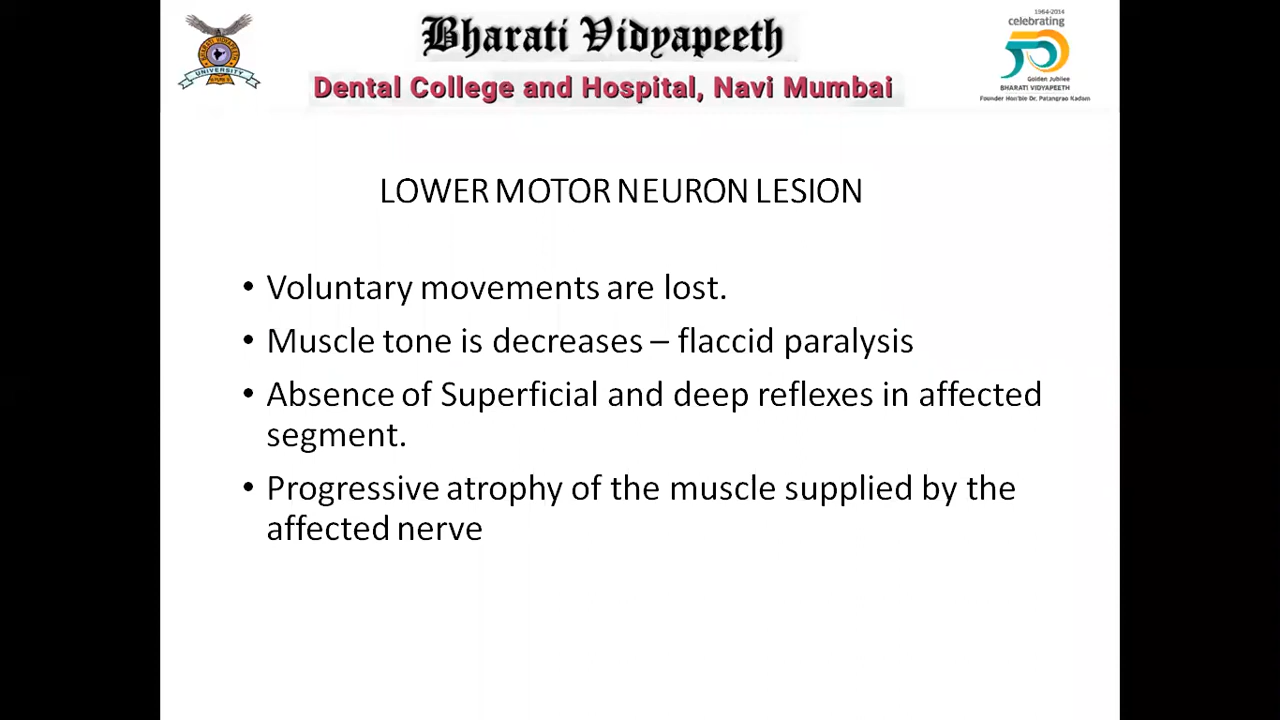 Bharati Vidyapeeth
Dental College and Hospital, Navi Mumbai
1964-2014
celebrating
50
Golden Jubilee
BHARATI VIDYAPEETH
Founder Hon'ble Dr. Patangrao Kadam
UNIVERSITY
LOWER MOTOR NEURON LESION
• Voluntary movements are lost.
• Muscle tone is decreases – flaccid paralysis
• Absence of Superficial and deep reflexes in affected
segment.
• Progressive atrophy of the muscle supplied by the
affected nerve